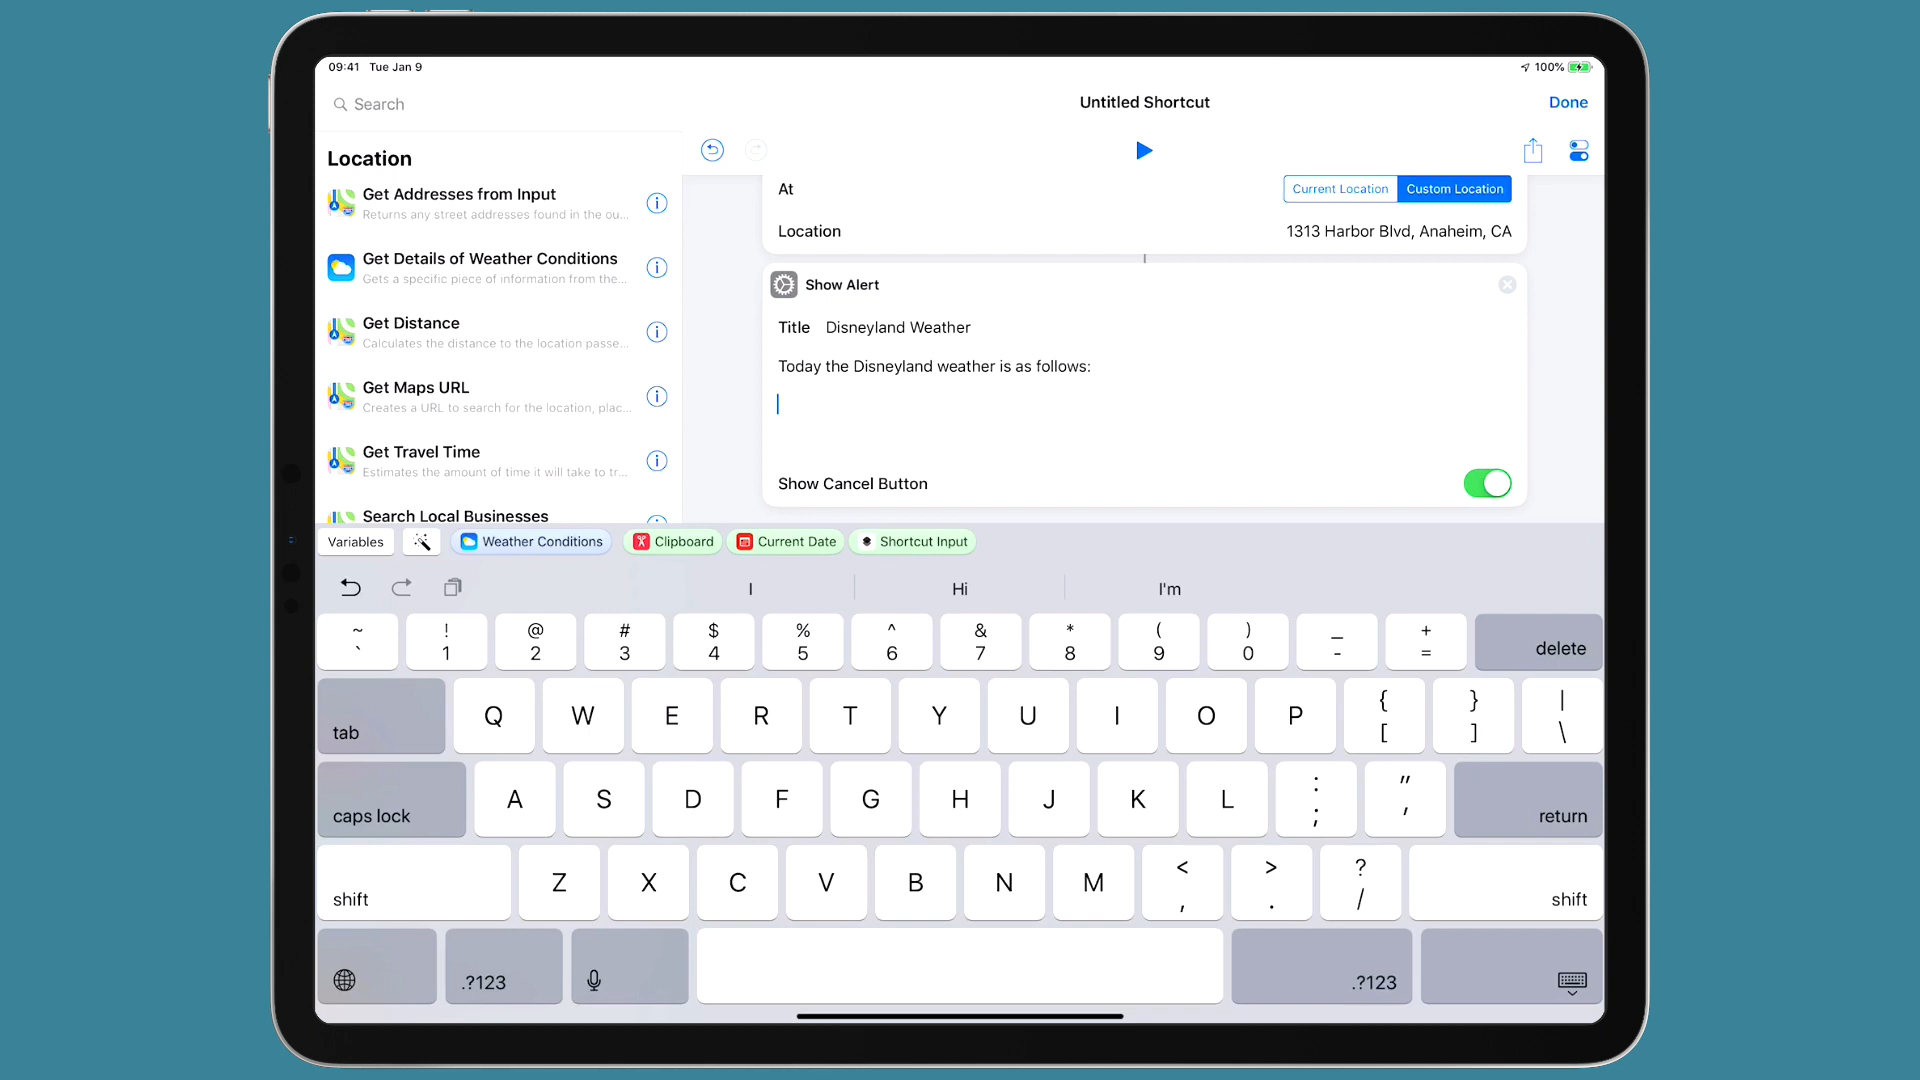 09:41 Tue Jan 9
100%
Search
Untitled Shortcut
Done
Location
Get Addresses from Input
Returns any street addresses found in the ou...
Get Details of Weather Conditions
Gets a specific piece of information from the...
Get Distance
Calculates the distance to the location passe...
Get Maps URL
Creates a URL to search for the location, plac...
Get Travel Time
Estimates the amount of time it will take to tr...
Search Local Businesses
At
Current Location
Custom Location
Location
1313 Harbor Blvd, Anaheim, CA
Show Alert
Title Disneyland Weather
Today the Disneyland weather is as follows:
Show Cancel Button
Variables
Weather Conditions
Clipboard
Current Date
Shortcut Input
I
Hi
I'm
~ ! @ # $ % ^ & * ( ) _ +
` 1 2 3 4 5 6 7 8 9 0 - = delete
tab Q W E R T Y U I O P { [ } ] | \
caps lock A S D F G H J K L : ; " ' return
shift Z X C V B N M < , > . ? / shift
.?123 .?123